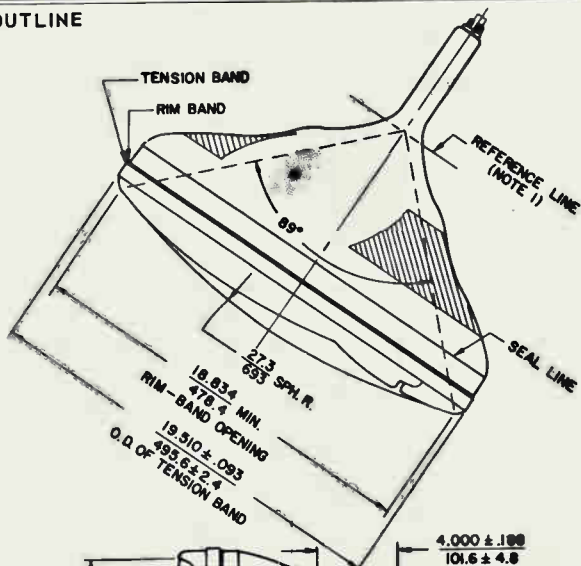 OUTLINE
TENSION BAND
RIM BAND
REFERENCE LINE
(NOTE 1)
89°
SEAL LINE
27.3
693 SPH. R.
18.834
478.4 MIN.
RIM-BAND OPENING
19.510 ± .093
495.6 ± 2.4
O.D. OF TENSION BAND
4.000 ± .188
101.6 ± 4.8